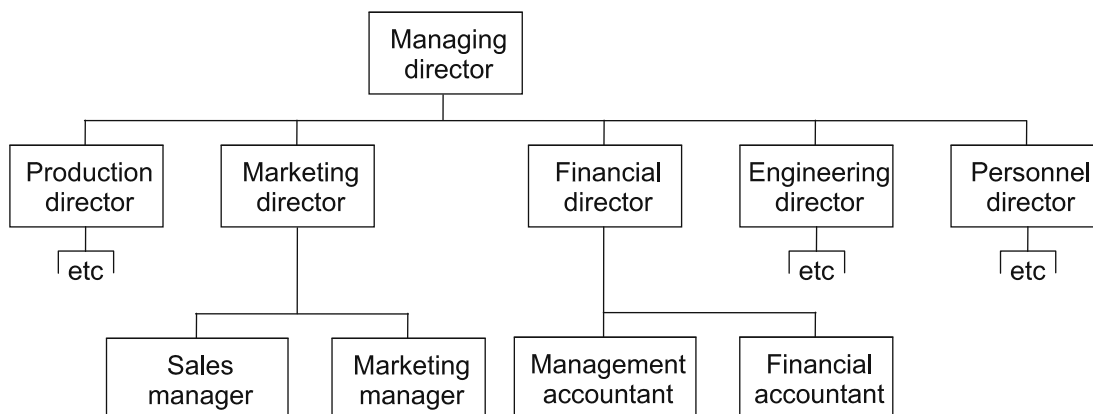 Managing
director
Production
director
Marketing
director
Financial
director
Engineering
director
Personnel
director
etc
etc
etc
Sales
manager
Marketing
manager
Management
accountant
Financial
accountant